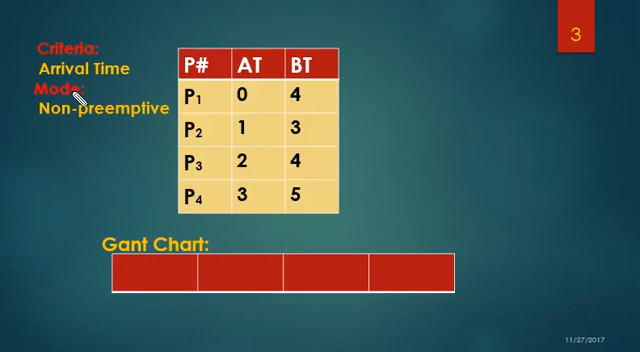 3
Criteria:
Arrival Time
Mode:
Non-preemptive
P# AT BT
P1 0 4
P2 1 3
P3 2 4
P4 3 5
Gant Chart:
11/27/2017